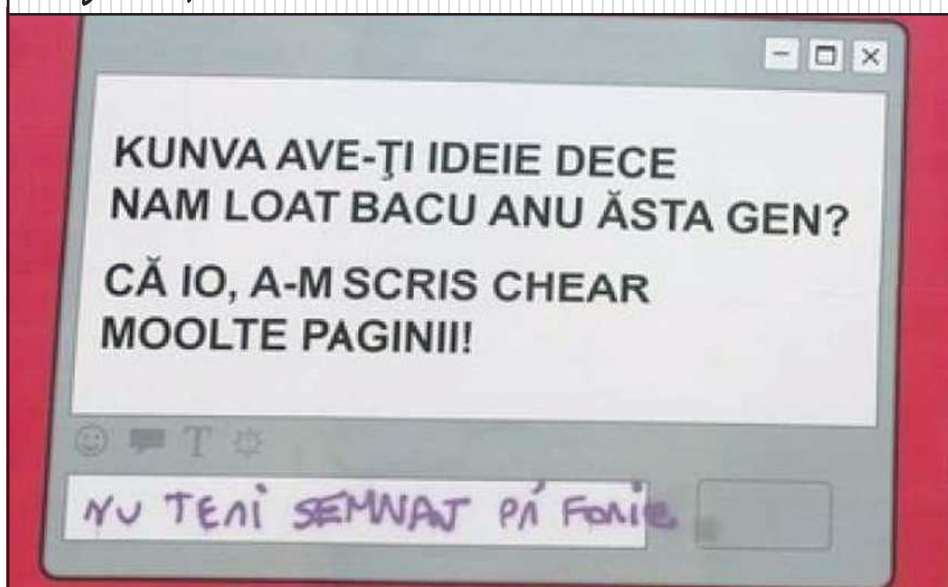 KUNVA AVE-ŢI IDEIE DECE
NAM LOAT BACU ANU ĂSTA GEN?
CĂ IO, A-M SCRIS CHEAR
MOOLTE PAGINII!
NU TEAi SEMNAT PĂ FOAiE